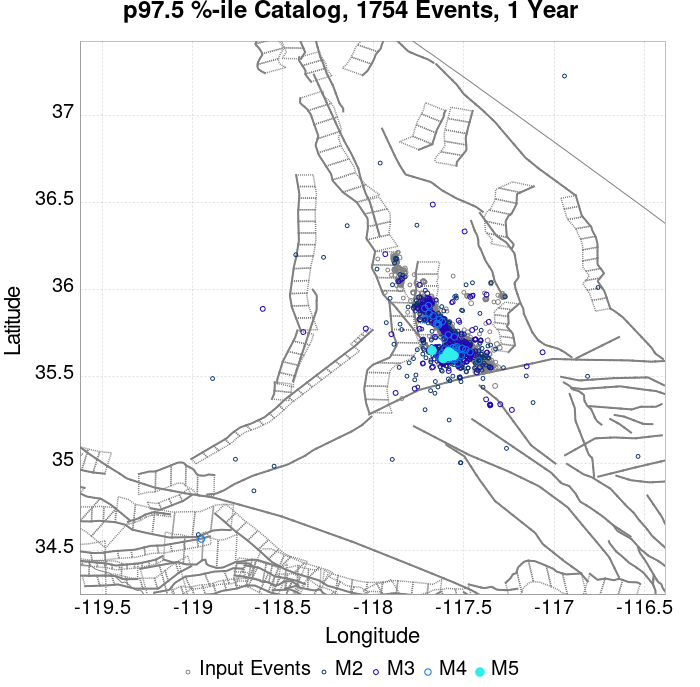 p97.5 %-ile Catalog, 1754 Events, 1 Year
37
36.5
36
35.5
35
34.5
Latitude
-119.5 -119 -118.5 -118 -117.5 -117 -116.5
Longitude
Input Events M2 M3 M4 M5